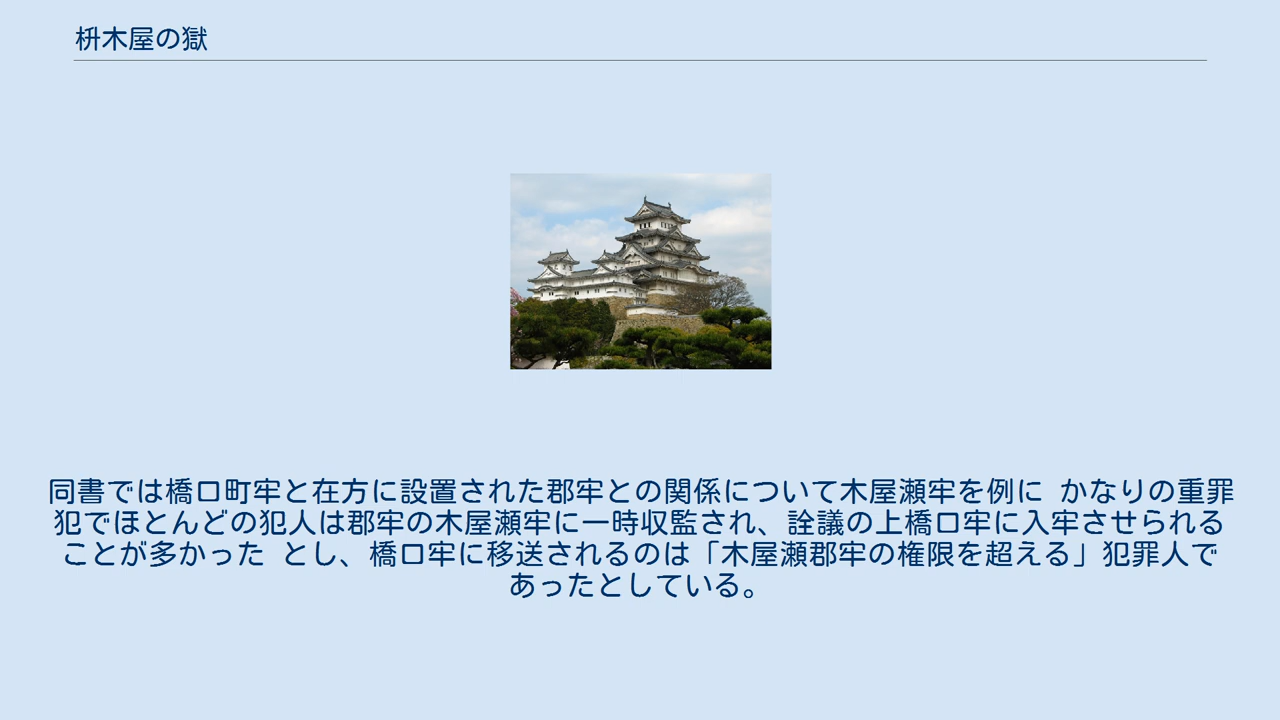 枡木屋の獄
同書では橋口町牢と在方に設置された郡牢との関係について木屋瀬牢を例に かなりの重罪
犯でほとんどの犯人は郡牢の木屋瀬牢に一時収監され、詮議の上橋口牢に入牢させられる
ことが多かった とし、橋口牢に移送されるのは「木屋瀬郡牢の権限を超える」犯罪人で
あったとしている。